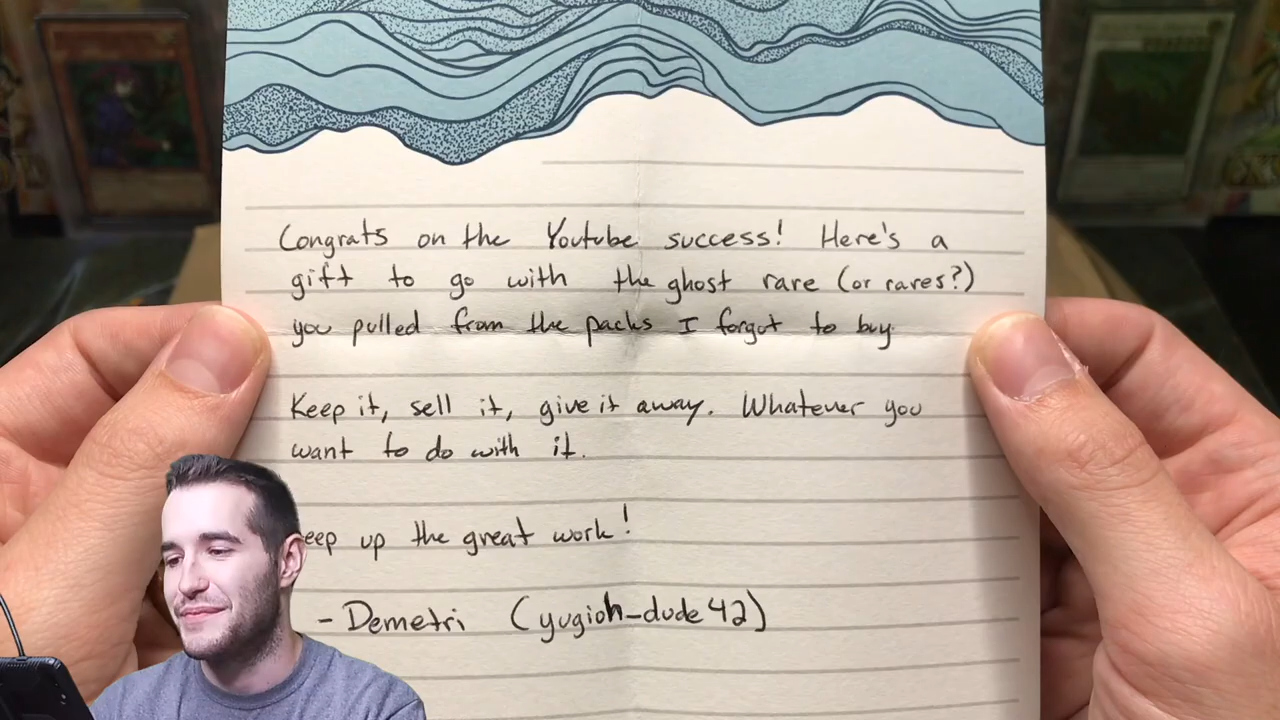 Congrats on the Youtube success! Here's a
gift to go with the ghost rare (or rares?)
you pulled from the packs I forgot to buy.
Keep it, sell it, give it away. Whatever you
want to do with it.
eep up the great work!
- Demetri (yugioh_dude42)